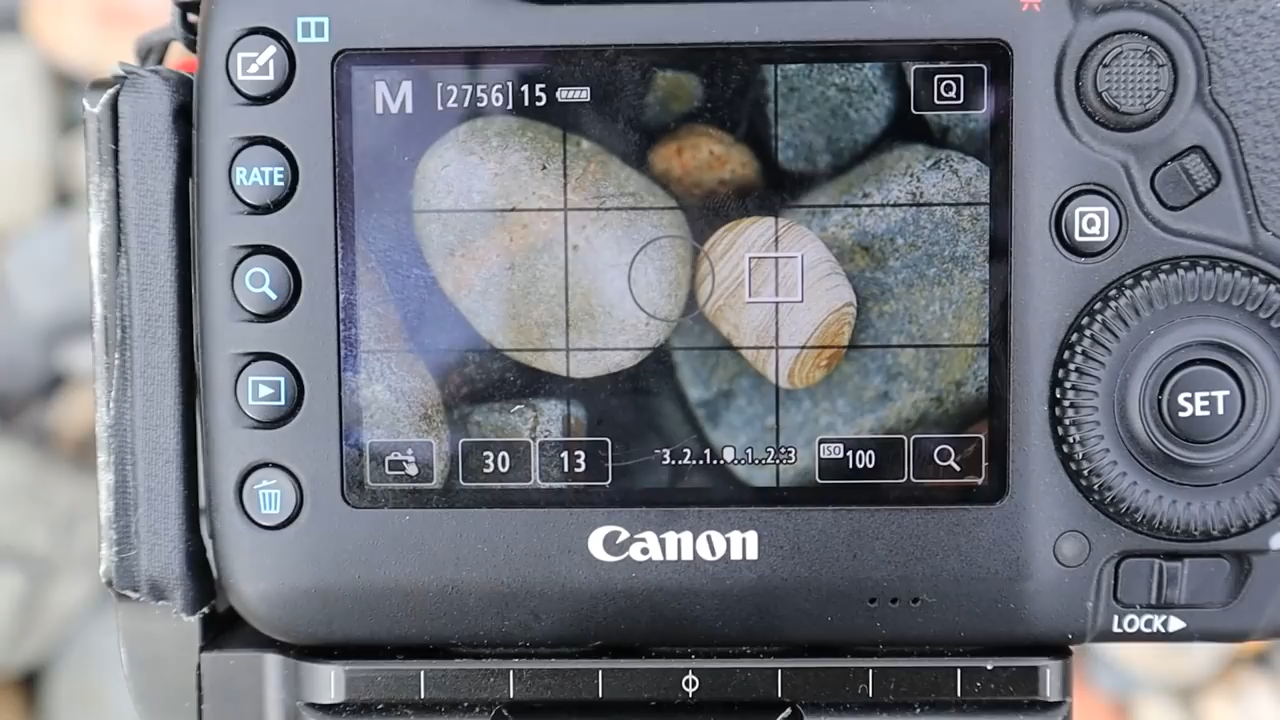 M [2756] 15
Q
RATE
Q
SET
30 13 -3..2..1..0..1..2..3 ISO 100
Canon
LOCK▶